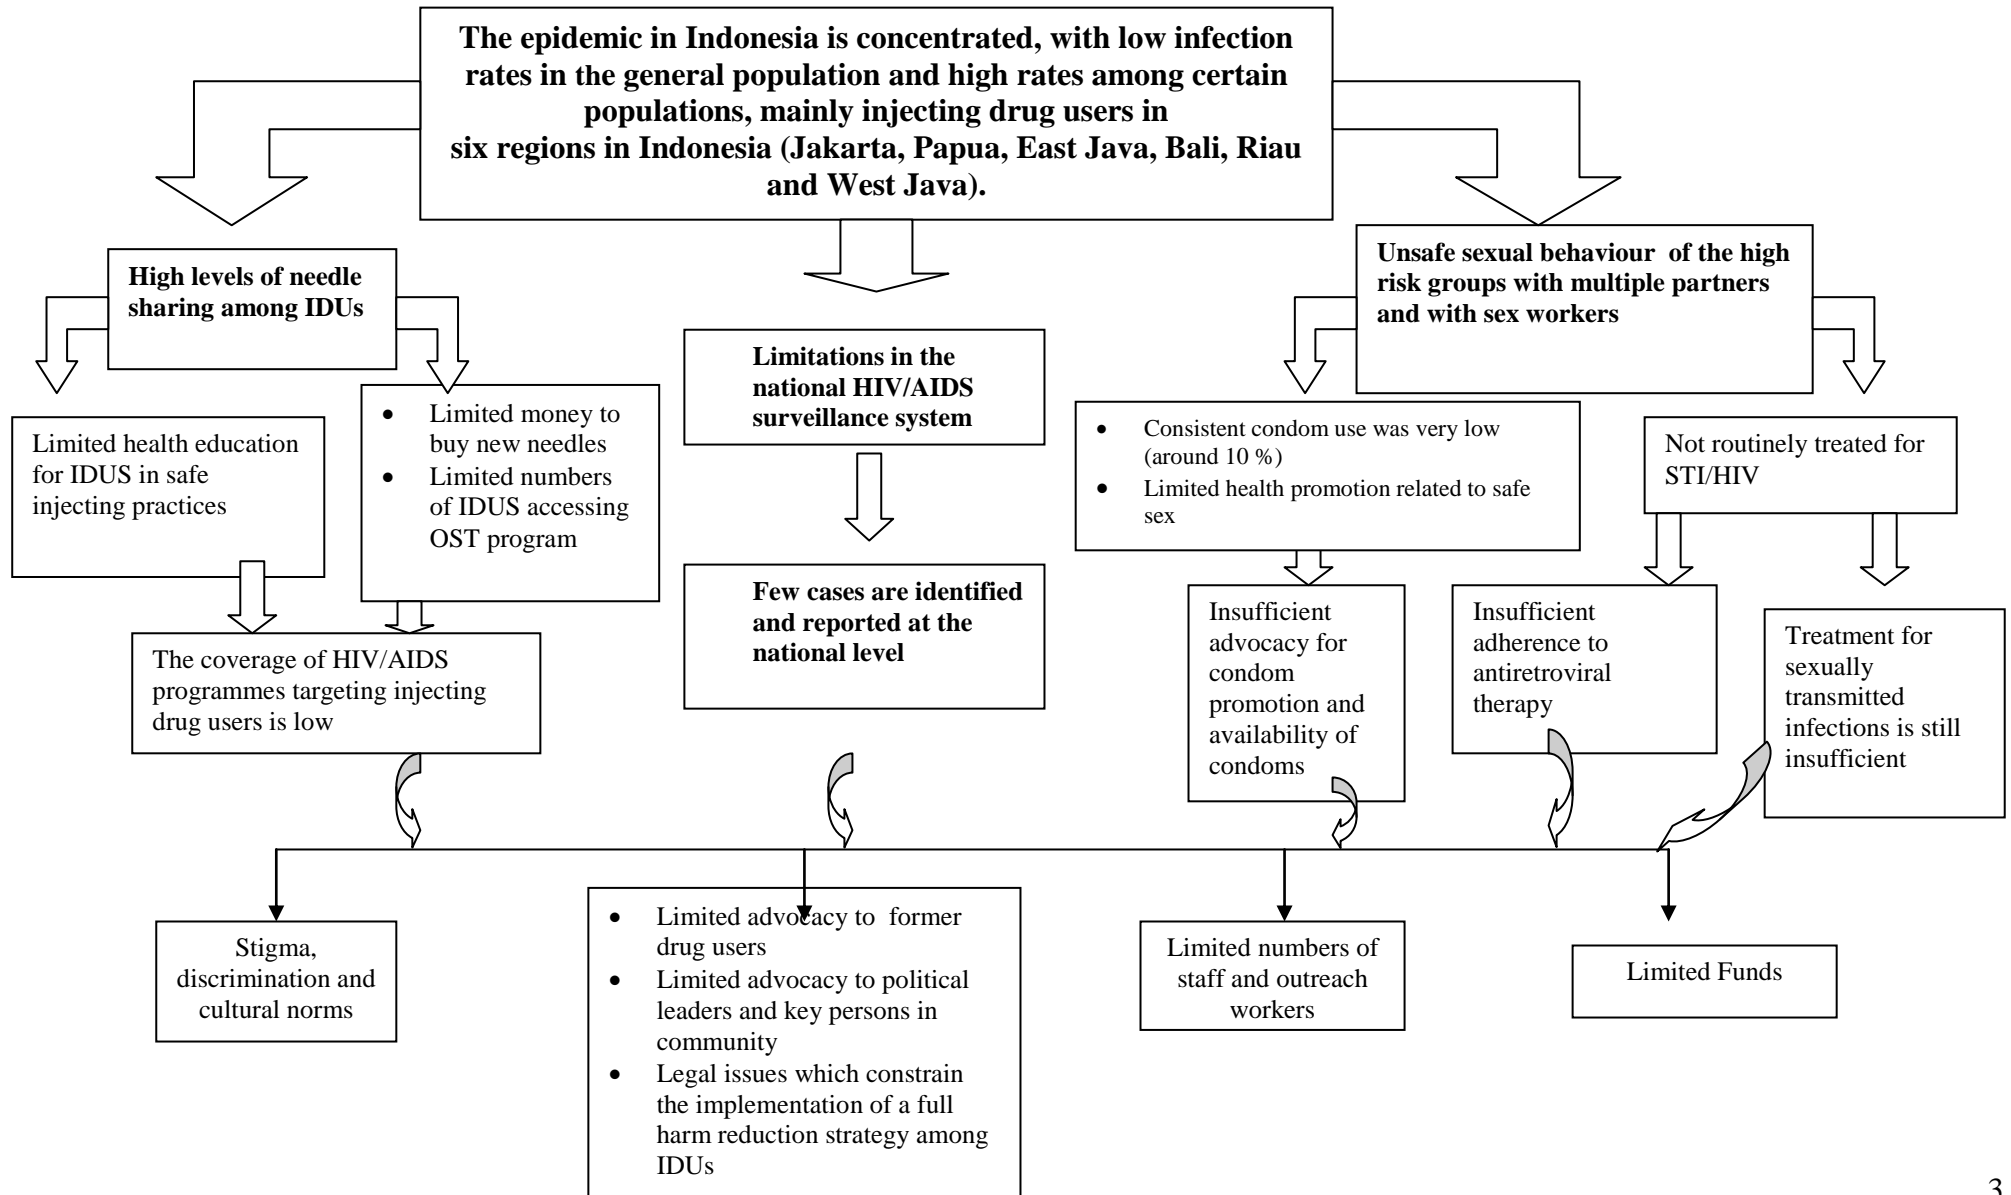 The epidemic in Indonesia is concentrated, with low infection
rates in the general population and high rates among certain
populations, mainly injecting drug users in
six regions in Indonesia (Jakarta, Papua, East Java, Bali, Riau
and West Java).
High levels of needle
sharing among IDUs
Unsafe sexual behaviour of the high
risk groups with multiple partners
and with sex workers
Limitations in the
national HIV/AIDS
surveillance system
Limited health education
for IDUS in safe
injecting practices
• Limited money to
buy new needles
• Limited numbers
of IDUS accessing
OST program
• Consistent condom use was very low
(around 10 %)
• Limited health promotion related to safe
sex
Not routinely treated for
STI/HIV
The coverage of HIV/AIDS
programmes targeting injecting
drug users is low
Few cases are identified
and reported at the
national level
Insufficient
advocacy for
condom
promotion and
availability of
condoms
Insufficient
adherence to
antiretroviral
therapy
Treatment for
sexually
transmitted
infections is still
insufficient
Stigma,
discrimination and
cultural norms
• Limited advocacy to former
drug users
• Limited advocacy to political
leaders and key persons in
community
• Legal issues which constrain
the implementation of a full
harm reduction strategy among
IDUs
Limited numbers of
staff and outreach
workers
Limited Funds
3